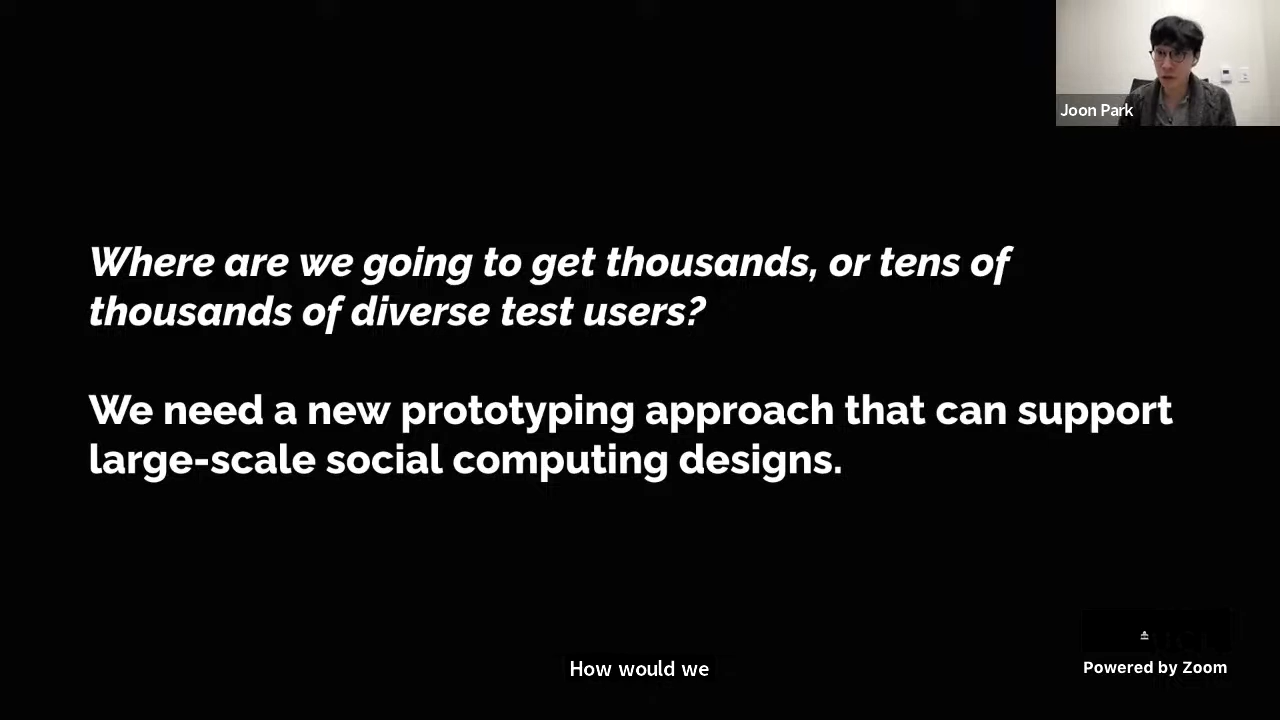 Joon Park
Where are we going to get thousands, or tens of
thousands of diverse test users?
We need a new prototyping approach that can support
large-scale social computing designs.
How would we
Powered by Zoom